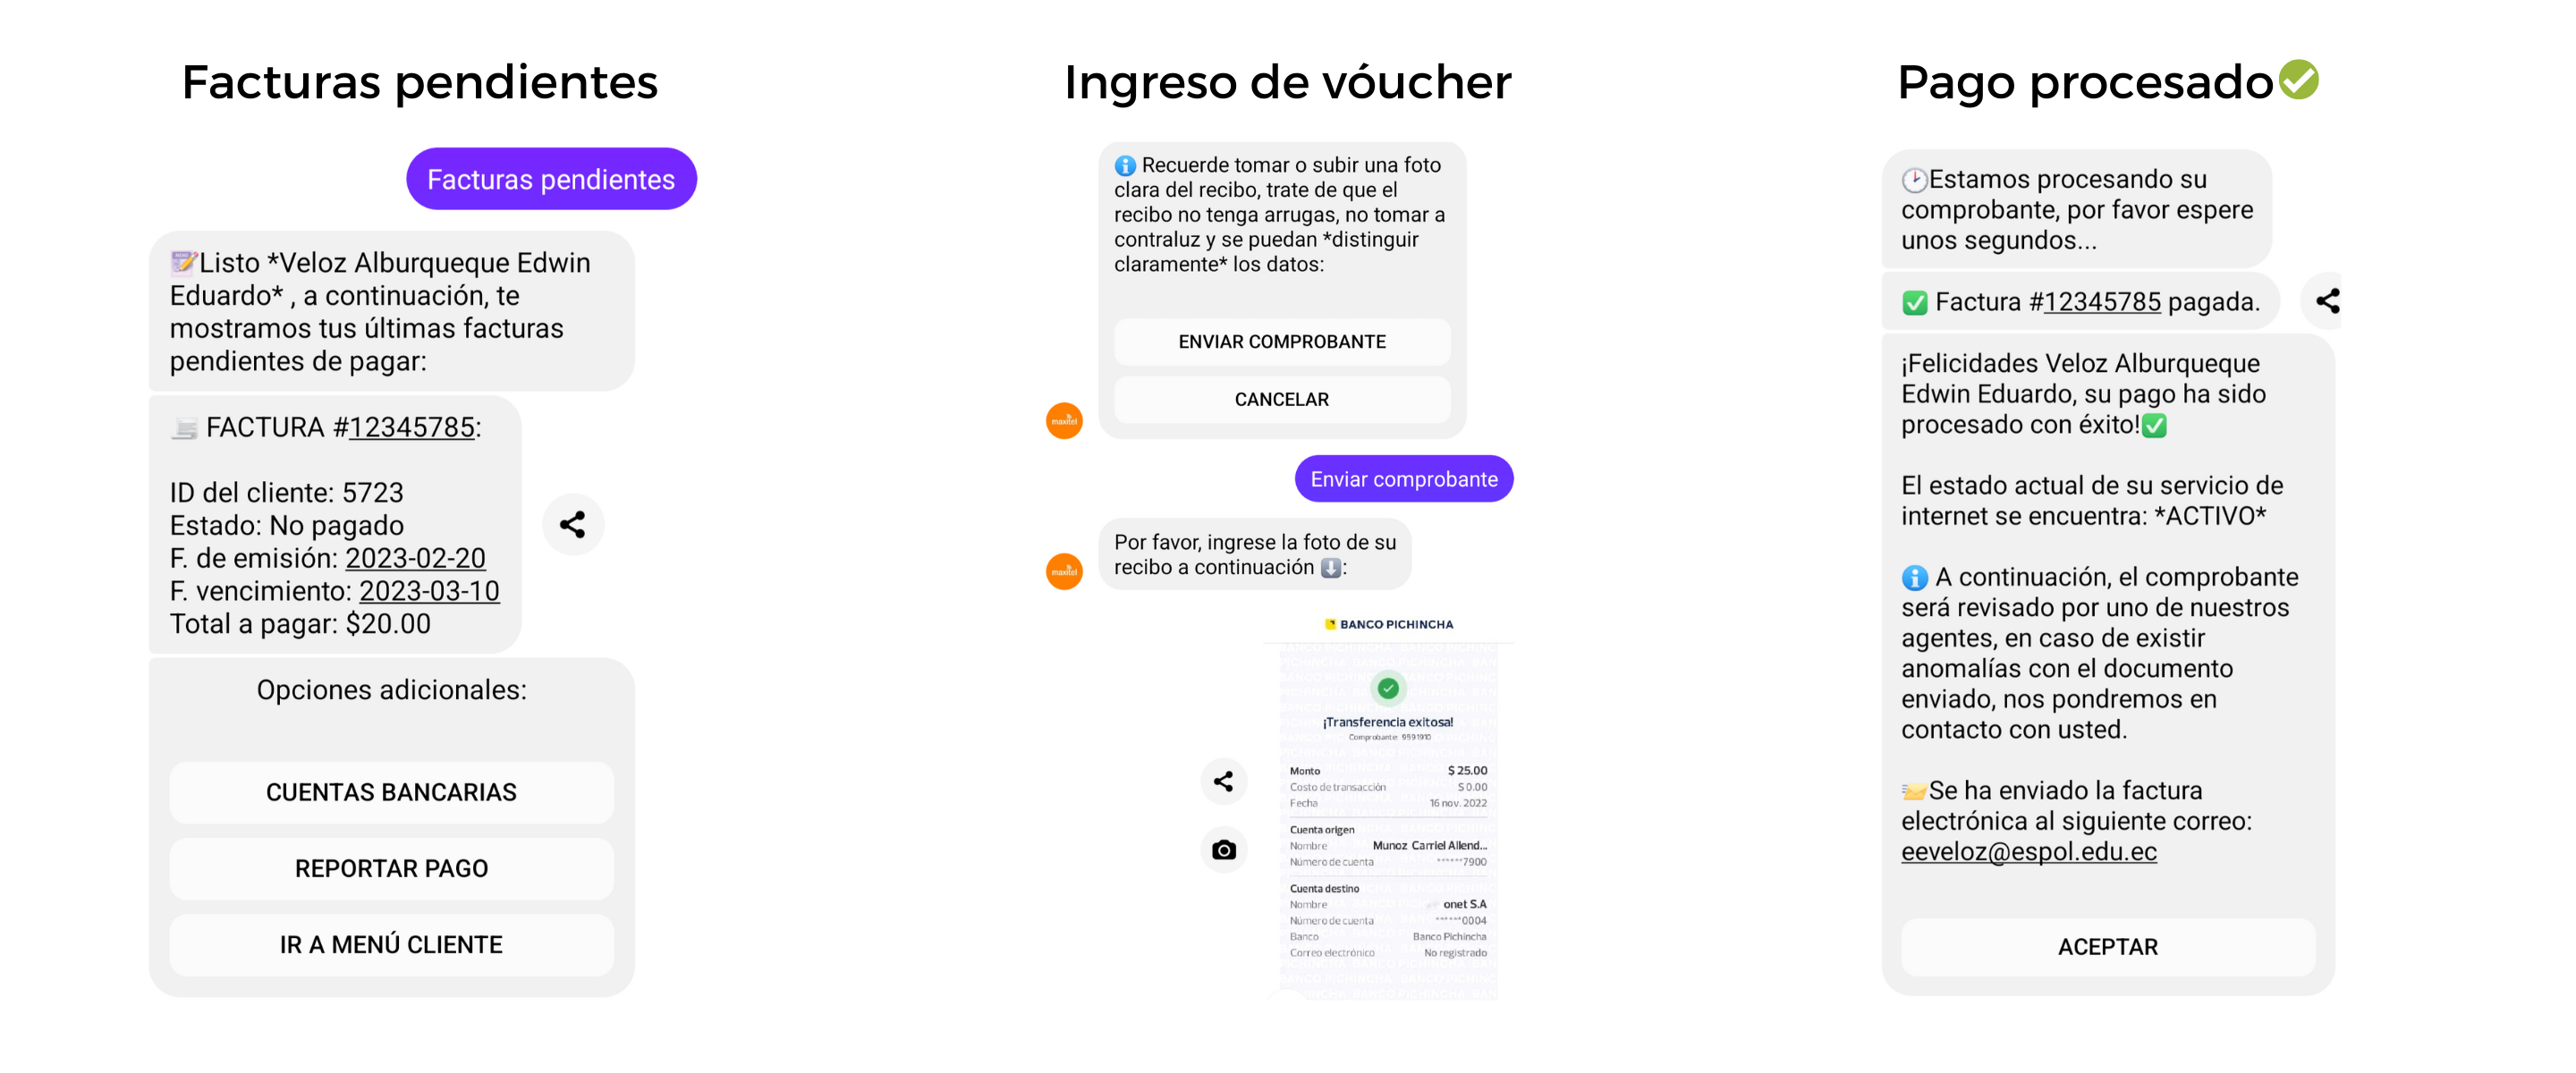 Facturas pendientes
Facturas pendientes
📝Listo *Veloz Alburqueque Edwin
Eduardo* , a continuación, te
mostramos tus últimas facturas
pendientes de pagar:
🧾 FACTURA #12345785:
ID del cliente: 5723
Estado: No pagado
F. de emisión: 2023-02-20
F. vencimiento: 2023-03-10
Total a pagar: $20.00
Opciones adicionales:
CUENTAS BANCARIAS
REPORTAR PAGO
IR A MENÚ CLIENTE
Ingreso de vóucher
ℹ️ Recuerde tomar o subir una foto
clara del recibo, trate de que el
recibo no tenga arrugas, no tomar a
contraluz y se puedan *distinguir
claramente* los datos:
ENVIAR COMPROBANTE
CANCELAR
maxitel
Enviar comprobante
Por favor, ingrese la foto de su
recibo a continuación ⬇️:
maxitel
BANCO PICHINCHA
¡Transferencia exitosa!
Comprobante: 9591910
Monto $ 25.00
Costo de transacción $ 0.00
Fecha 16 nov. 2022
Cuenta origen
Nombre Munoz Carriel Allend...
Número de cuenta ******7900
Cuenta destino
Nombre onet S.A
Número de cuenta ******0004
Banco Banco Pichincha
Correo electrónico No registrado
Pago procesado✅
🕑Estamos procesando su
comprobante, por favor espere
unos segundos...
✅ Factura #12345785 pagada.
¡Felicidades Veloz Alburqueque
Edwin Eduardo, su pago ha sido
procesado con éxito!✅
El estado actual de su servicio de
internet se encuentra: *ACTIVO*
ℹ️ A continuación, el comprobante
será revisado por uno de nuestros
agentes, en caso de existir
anomalías con el documento
enviado, nos pondremos en
contacto con usted.
📨Se ha enviado la factura
electrónica al siguiente correo:
eeveloz@espol.edu.ec
ACEPTAR